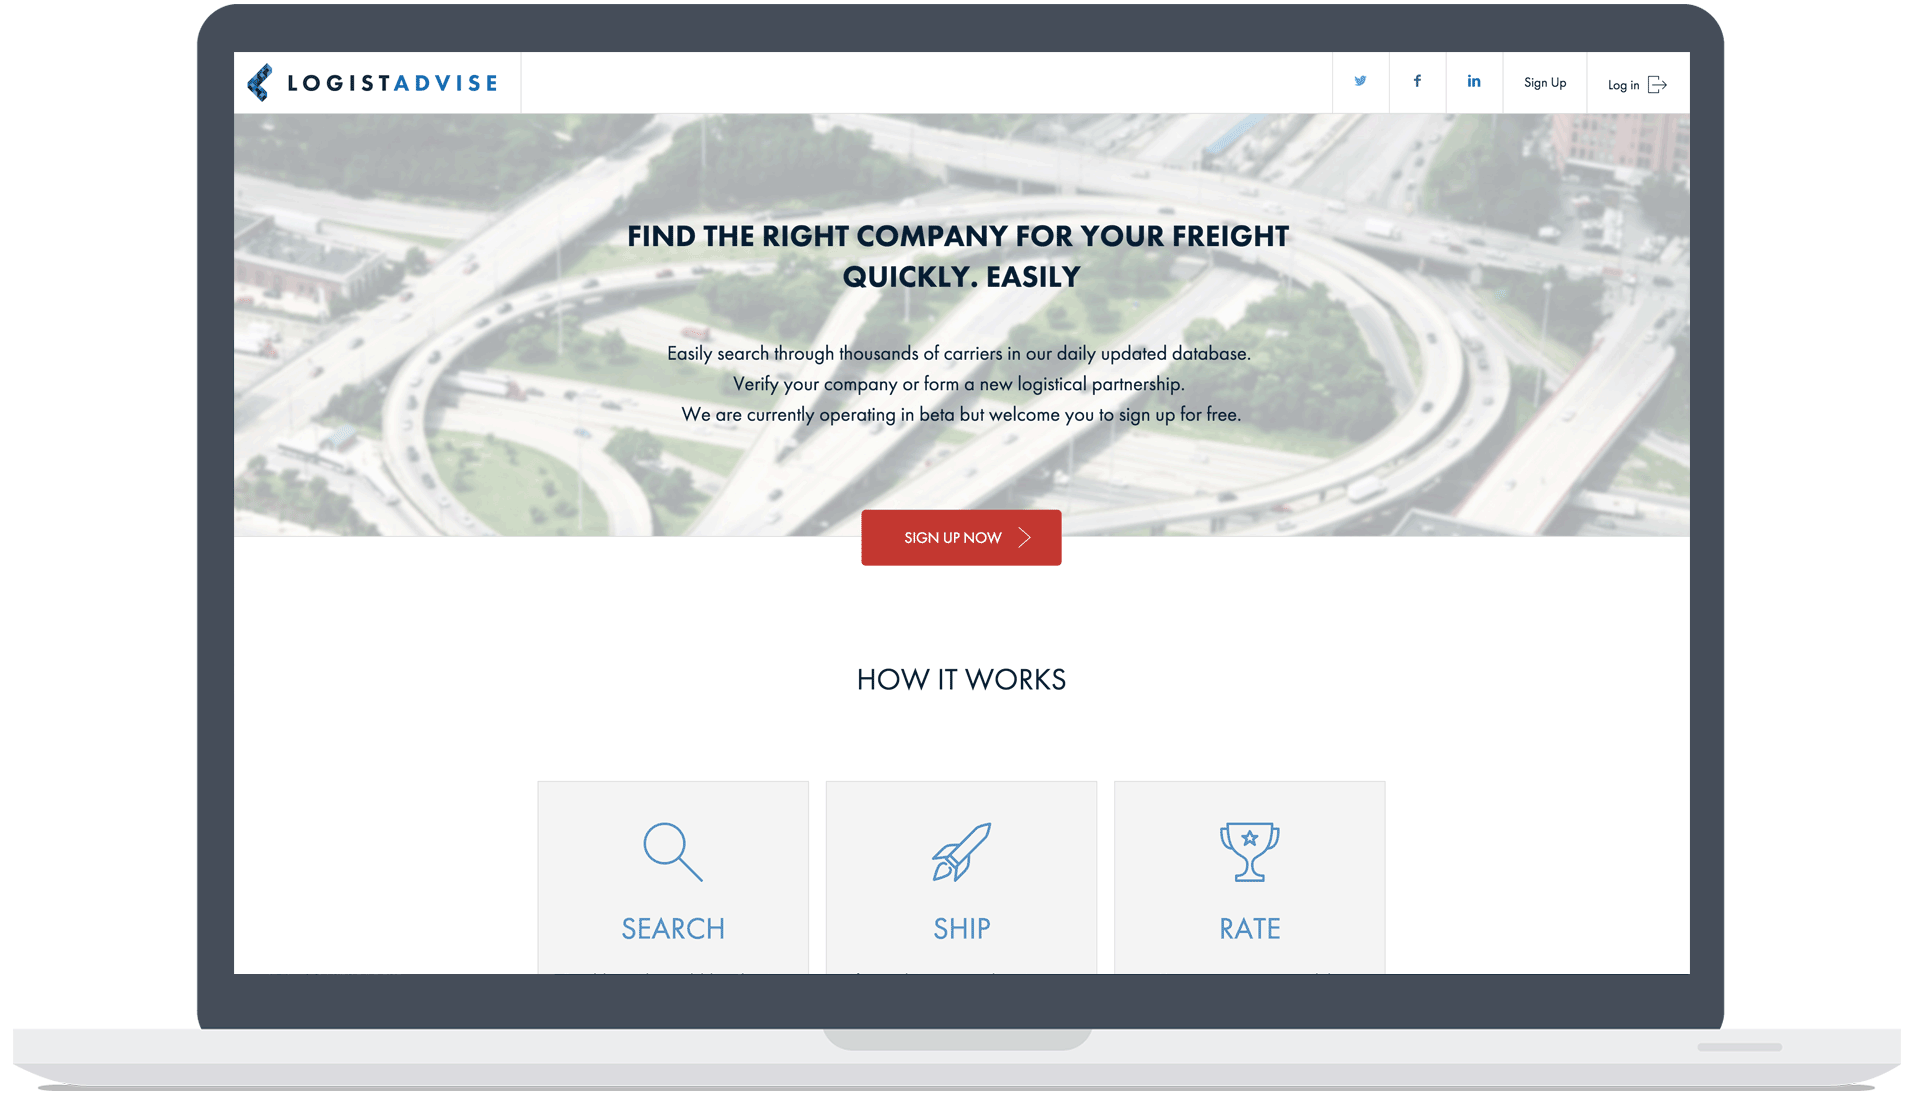 LOGISTADVISE
Sign Up
Log in
FIND THE RIGHT COMPANY FOR YOUR FREIGHT
QUICKLY. EASILY
Easily search through thousands of carriers in our daily updated database.
Verify your company or form a new logistical partnership.
We are currently operating in beta but welcome you to sign up for free.
SIGN UP NOW
HOW IT WORKS
SEARCH
SHIP
RATE